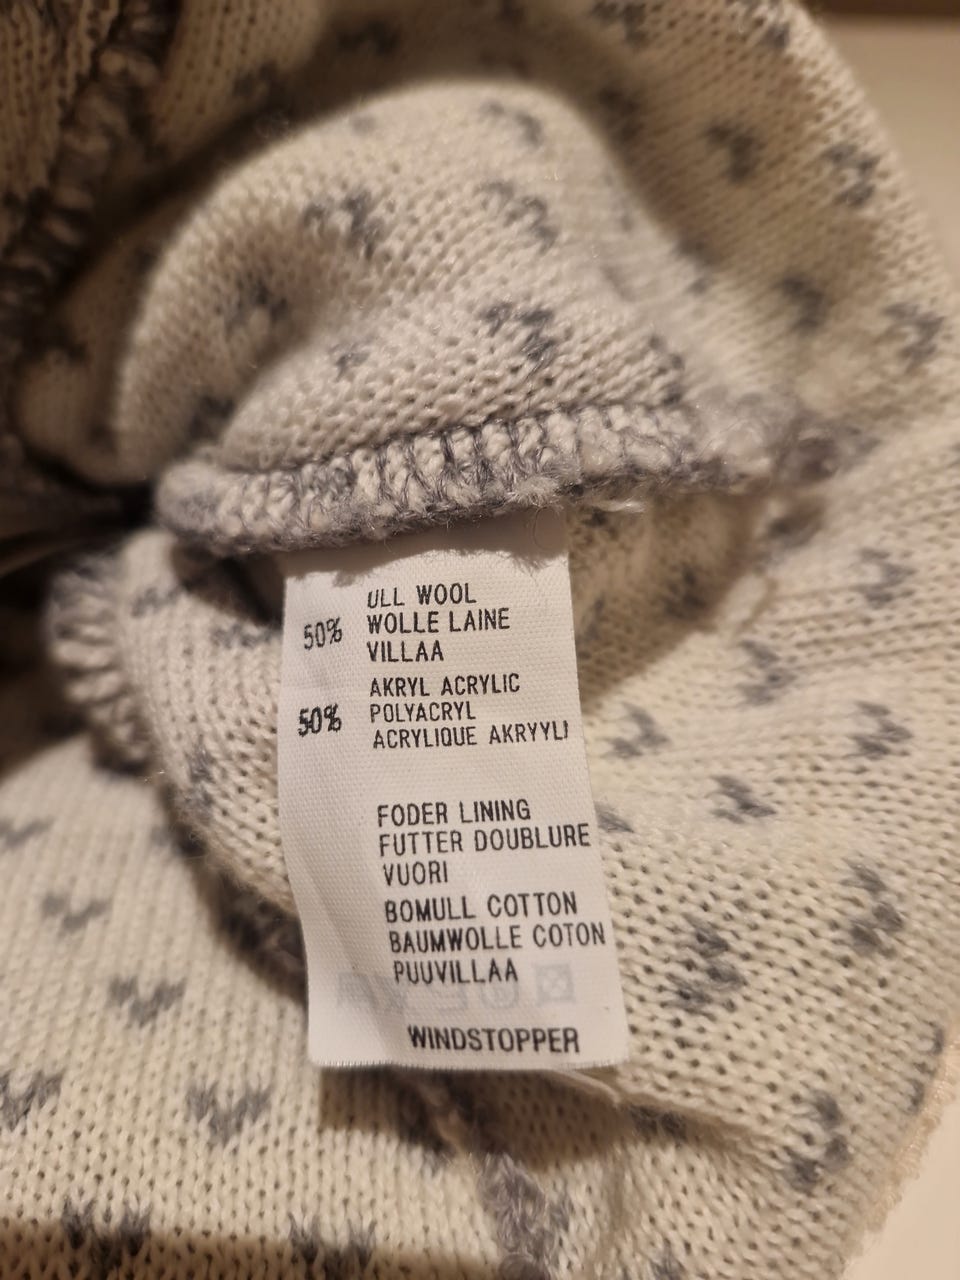 50%
ULL WOOL
WOLLE LAINE
VILLAA
50%
AKRYL ACRYLIC
POLYACRYL
ACRYLIQUE AKRYYLI
FODER LINING
FUTTER DOUBLURE
VUORI
BOMULL COTTON
BAUMWOLLE COTON
PUUVILLAA
WINDSTOPPER